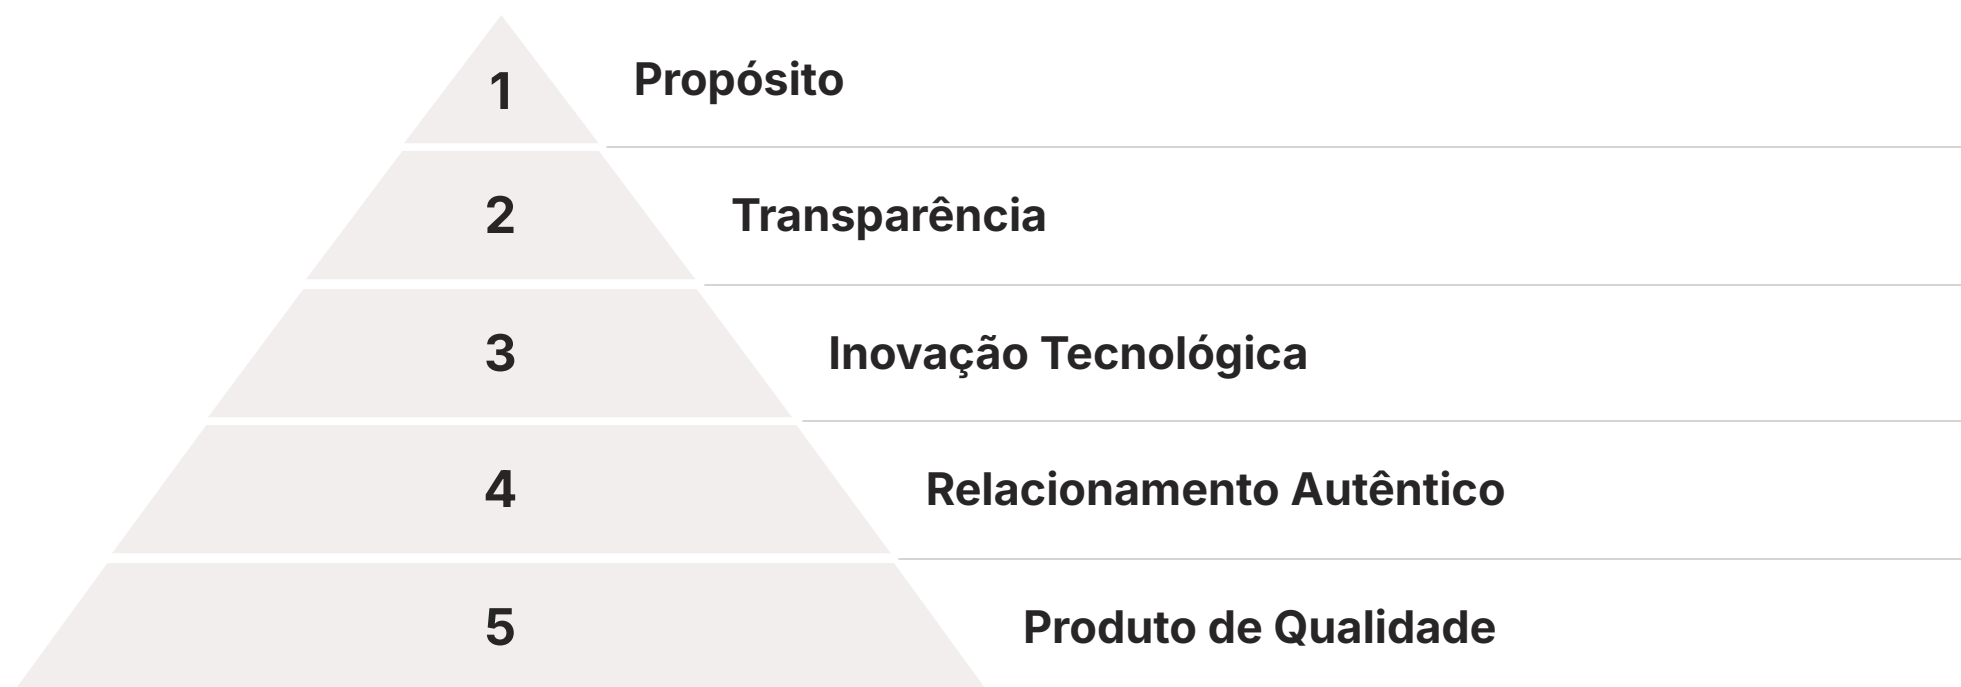 1 Propósito
2 Transparência
3 Inovação Tecnológica
4 Relacionamento Autêntico
5 Produto de Qualidade